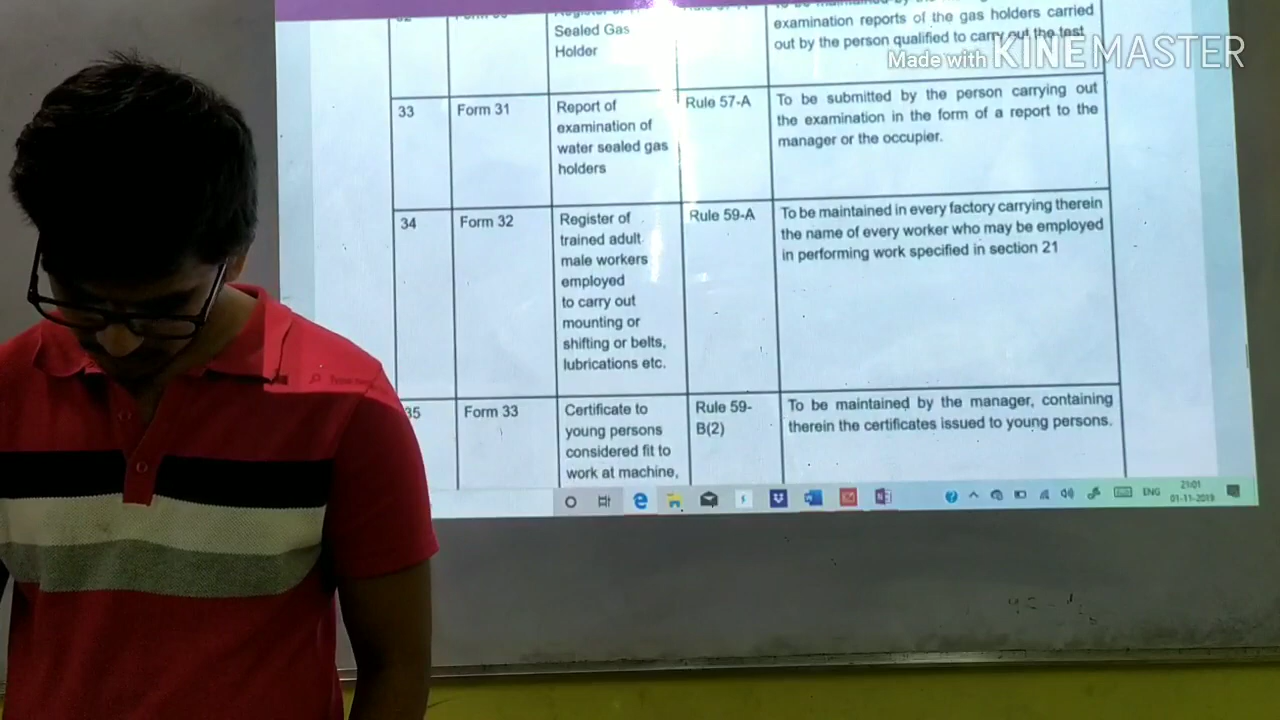 Sealed Gas
Holder
examination reports of the gas holders carried
out by the person qualified to carry out the test
Made with KINEMASTER
33
Form 31
Report of
examination of
water sealed gas
holders
Rule 57-A
To be submitted by the person carrying out
the examination in the form of a report to the
manager or the occupier.
34
Form 32
Register of
trained adult
male workers
employed
to carry out
mounting or
shifting or belts,
lubrications etc.
Rule 59-A
To be maintained in every factory carrying therein
the name of every worker who may be employed
in performing work specified in section 21
35
Form 33
Certificate to
young persons
considered fit to
work at machine,
Rule 59-
B(2)
To be maintained by the manager, containing
therein the certificates issued to young persons.
ENG
21:01
01-11-2019